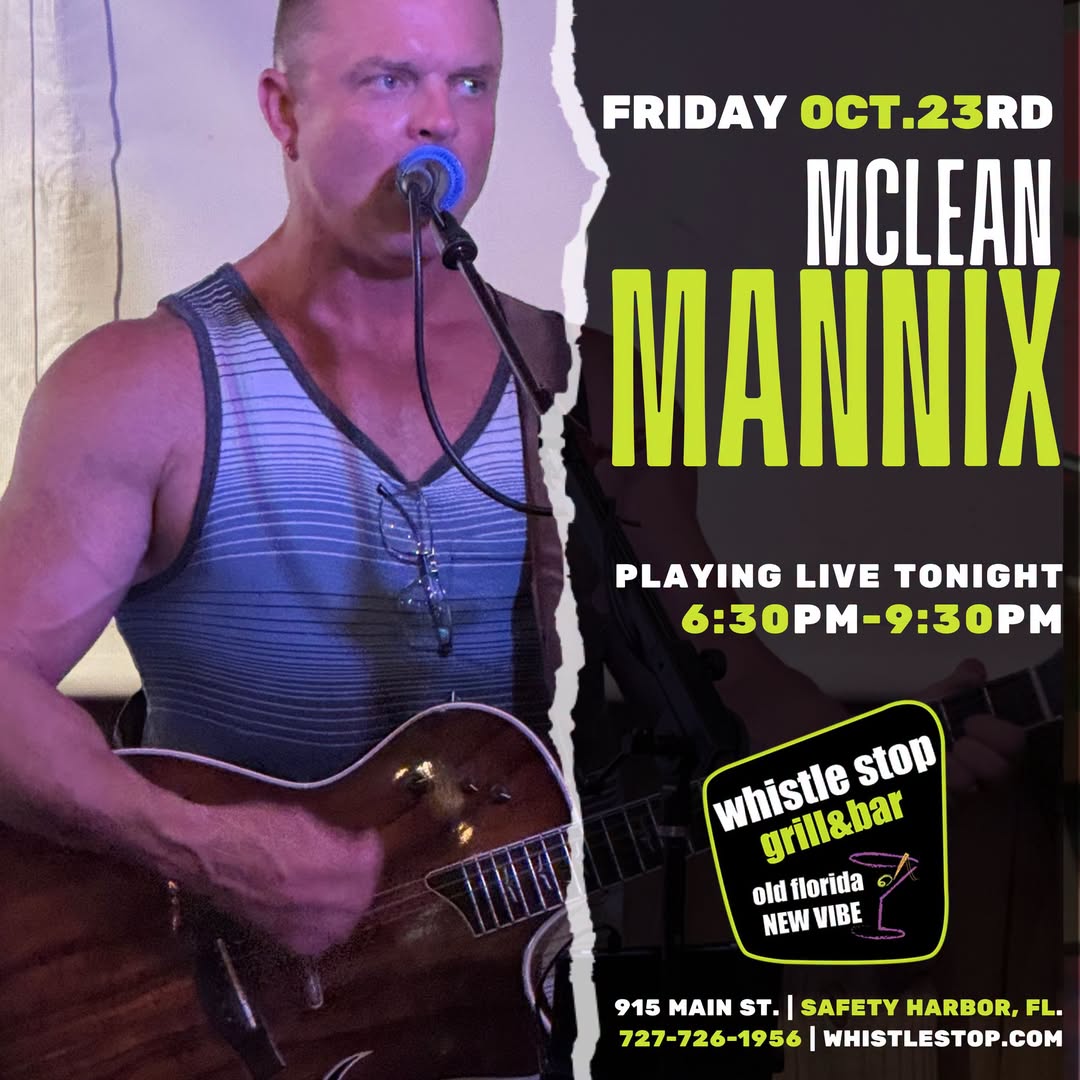 FRIDAY OCT.23RD
MCLEAN
MANNIX
PLAYING LIVE TONIGHT
6:30PM-9:30PM
whistle stop
grill&bar
old florida
NEW VIBE
915 MAIN ST. | SAFETY HARBOR, FL.
727-726-1956 | WHISTLESTOP.COM